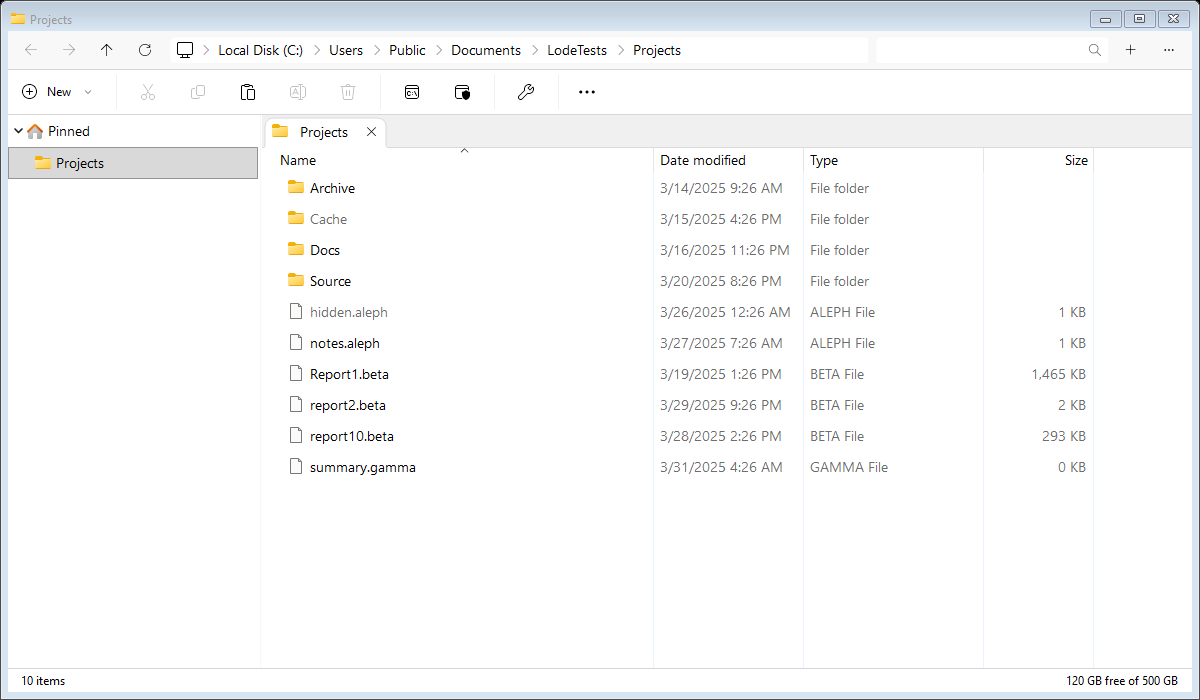 Projects
Local Disk (C:) Users Public Documents LodeTests Projects
New
Pinned
Projects
Projects
Name Date modified Type Size
Archive 3/14/2025 9:26 AM File folder
Cache 3/15/2025 4:26 PM File folder
Docs 3/16/2025 11:26 PM File folder
Source 3/20/2025 8:26 PM File folder
hidden.aleph 3/26/2025 12:26 AM ALEPH File 1 KB
notes.aleph 3/27/2025 7:26 AM ALEPH File 1 KB
Report1.beta 3/19/2025 1:26 PM BETA File 1,465 KB
report2.beta 3/29/2025 9:26 PM BETA File 2 KB
report10.beta 3/28/2025 2:26 PM BETA File 293 KB
summary.gamma 3/31/2025 4:26 AM GAMMA File 0 KB
10 items 120 GB free of 500 GB